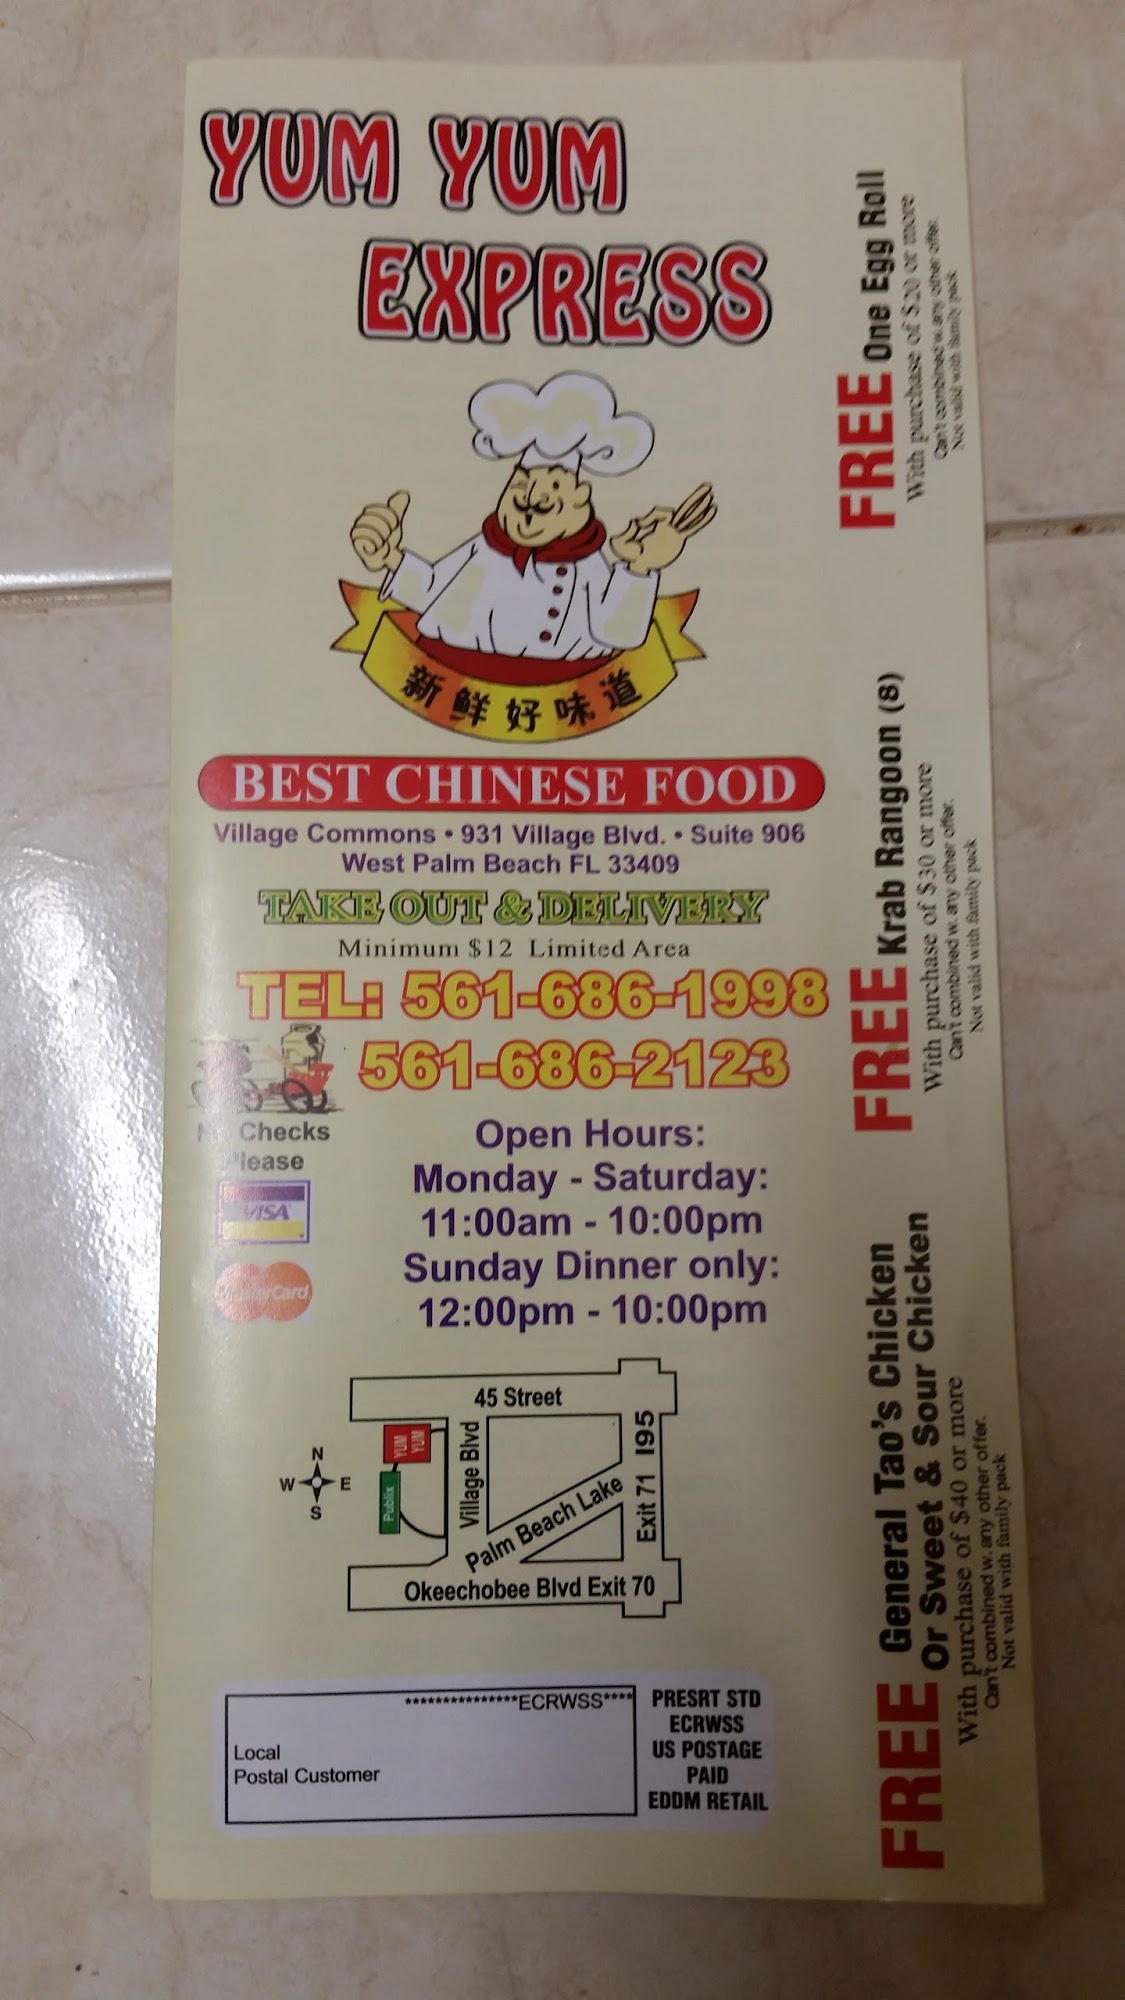 YUM YUM
EXPRESS
新鮮好味道
BEST CHINESE FOOD
Village Commons • 931 Village Blvd. • Suite 906
West Palm Beach FL 33409
TAKE OUT & DELIVERY
Minimum $12 Limited Area
TEL: 561-686-1998
561-686-2123
Checks
Please
VISA
MasterCard
Open Hours:
Monday - Saturday:
11:00am - 10:00pm
Sunday Dinner only:
12:00pm - 10:00pm
45 Street
YUM
YUM
Publix
Village Blvd
Palm Beach Lake
Exit 71 I95
Okeechobee Blvd Exit 70
N
W
E
S
***************ECRWSS****
Local
Postal Customer
PRESRT STD
ECRWSS
US POSTAGE
PAID
EDDM RETAIL
FREE One Egg Roll
With purchase of $20 or more
Can't combined w. any other offer.
Not valid with family pack
FREE Krab Rangoon (8)
With purchase of $30 or more
Can't combined w. any other offer.
Not valid with family pack
FREE General Tao's Chicken
Or Sweet & Sour Chicken
With purchase of $40 or more
Can't combined w. any other offer.
Not valid with family pack